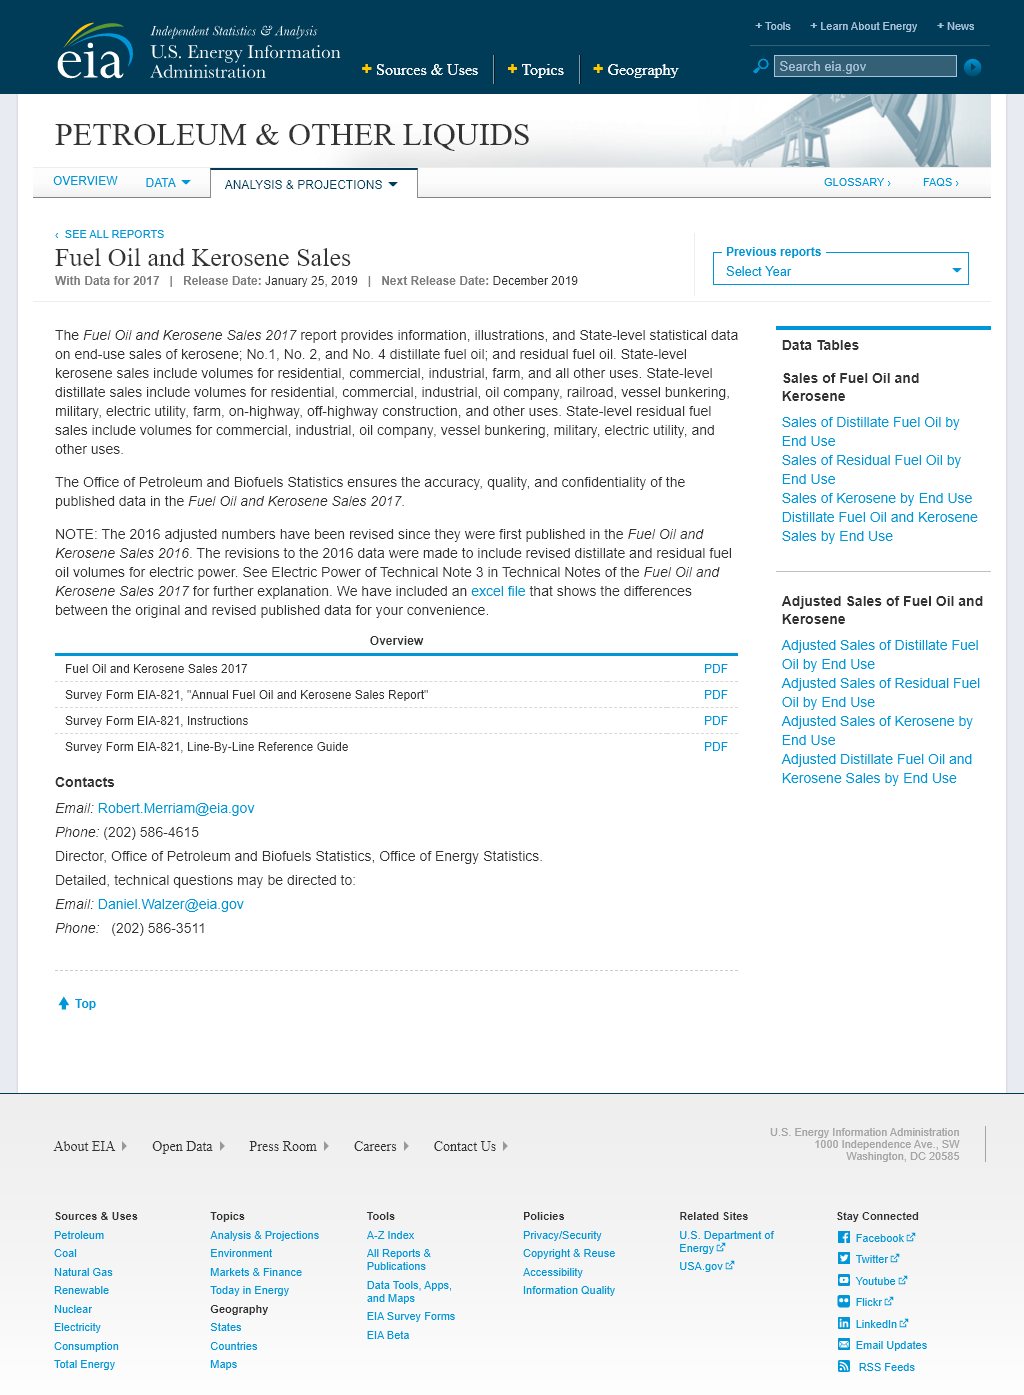 eia
Independent Statistics & Analysis
U.S. Energy Information
Administration
+ Sources & Uses
+ Topics
+ Geography
+ Tools
+ Learn About Energy
+ News
Search eia.gov
PETROLEUM & OTHER LIQUIDS
OVERVIEW
DATA
ANALYSIS & PROJECTIONS
GLOSSARY ›
FAQS ›
‹ SEE ALL REPORTS
Fuel Oil and Kerosene Sales
With Data for 2017 | Release Date: January 25, 2019 | Next Release Date: December 2019
Previous reports
Select Year
The Fuel Oil and Kerosene Sales 2017 report provides information, illustrations, and State-level statistical data
on end-use sales of kerosene; No.1, No. 2, and No. 4 distillate fuel oil; and residual fuel oil. State-level
kerosene sales include volumes for residential, commercial, industrial, farm, and all other uses. State-level
distillate sales include volumes for residential, commercial, industrial, oil company, railroad, vessel bunkering,
military, electric utility, farm, on-highway, off-highway construction, and other uses. State-level residual fuel
sales include volumes for commercial, industrial, oil company, vessel bunkering, military, electric utility, and
other uses.
The Office of Petroleum and Biofuels Statistics ensures the accuracy, quality, and confidentiality of the
published data in the Fuel Oil and Kerosene Sales 2017.
NOTE: The 2016 adjusted numbers have been revised since they were first published in the Fuel Oil and
Kerosene Sales 2016. The revisions to the 2016 data were made to include revised distillate and residual fuel
oil volumes for electric power. See Electric Power of Technical Note 3 in Technical Notes of the Fuel Oil and
Kerosene Sales 2017 for further explanation. We have included an excel file that shows the differences
between the original and revised published data for your convenience.
Overview
Fuel Oil and Kerosene Sales 2017 PDF
Survey Form EIA-821, "Annual Fuel Oil and Kerosene Sales Report" PDF
Survey Form EIA-821, Instructions PDF
Survey Form EIA-821, Line-By-Line Reference Guide PDF
Contacts
Email: Robert.Merriam@eia.gov
Phone: (202) 586-4615
Director, Office of Petroleum and Biofuels Statistics, Office of Energy Statistics.
Detailed, technical questions may be directed to:
Email: Daniel.Walzer@eia.gov
Phone: (202) 586-3511
Top
Data Tables
Sales of Fuel Oil and
Kerosene
Sales of Distillate Fuel Oil by
End Use
Sales of Residual Fuel Oil by
End Use
Sales of Kerosene by End Use
Distillate Fuel Oil and Kerosene
Sales by End Use
Adjusted Sales of Fuel Oil and
Kerosene
Adjusted Sales of Distillate Fuel
Oil by End Use
Adjusted Sales of Residual Fuel
Oil by End Use
Adjusted Sales of Kerosene by
End Use
Adjusted Distillate Fuel Oil and
Kerosene Sales by End Use
About EIA
Open Data
Press Room
Careers
Contact Us
U.S. Energy Information Administration
1000 Independence Ave., SW
Washington, DC 20585
Sources & Uses
Petroleum
Coal
Natural Gas
Renewable
Nuclear
Electricity
Consumption
Total Energy
Topics
Analysis & Projections
Environment
Markets & Finance
Today in Energy
Geography
States
Countries
Maps
Tools
A-Z Index
All Reports &
Publications
Data Tools, Apps,
and Maps
EIA Survey Forms
EIA Beta
Policies
Privacy/Security
Copyright & Reuse
Accessibility
Information Quality
Related Sites
U.S. Department of
Energy
USA.gov
Stay Connected
Facebook
Twitter
Youtube
Flickr
LinkedIn
Email Updates
RSS Feeds